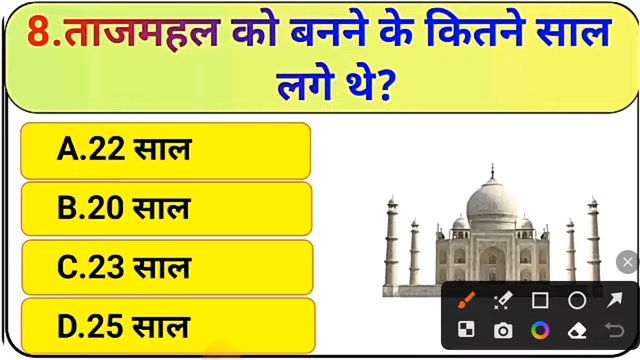 8.ताजमहल को बनने के कितने साल
लगे थे?
A.22 साल
B.20 साल
C.23 साल
D.25 साल